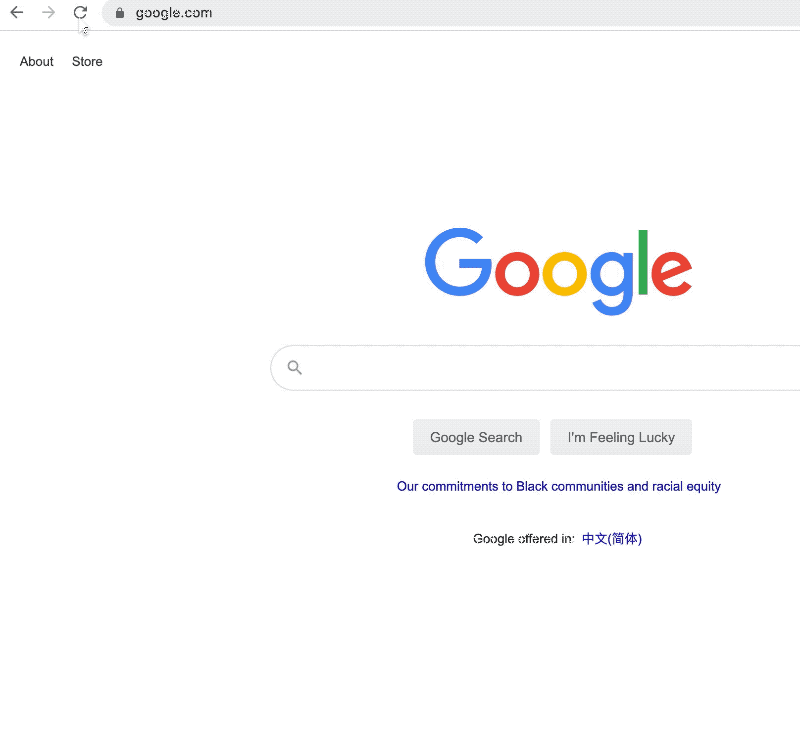 google.com
About Store
Google
Google Search I'm Feeling Lucky
Our commitments to Black communities and racial equity
Google offered in: 中文(简体)